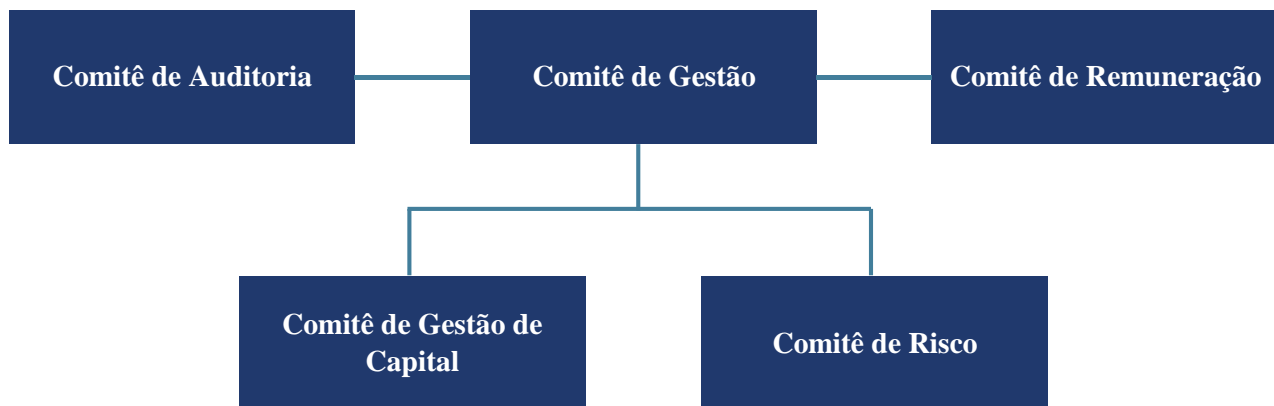 Comitê de Auditoria
Comitê de Gestão
Comitê de Remuneração
Comitê de Gestão de
Capital
Comitê de Risco